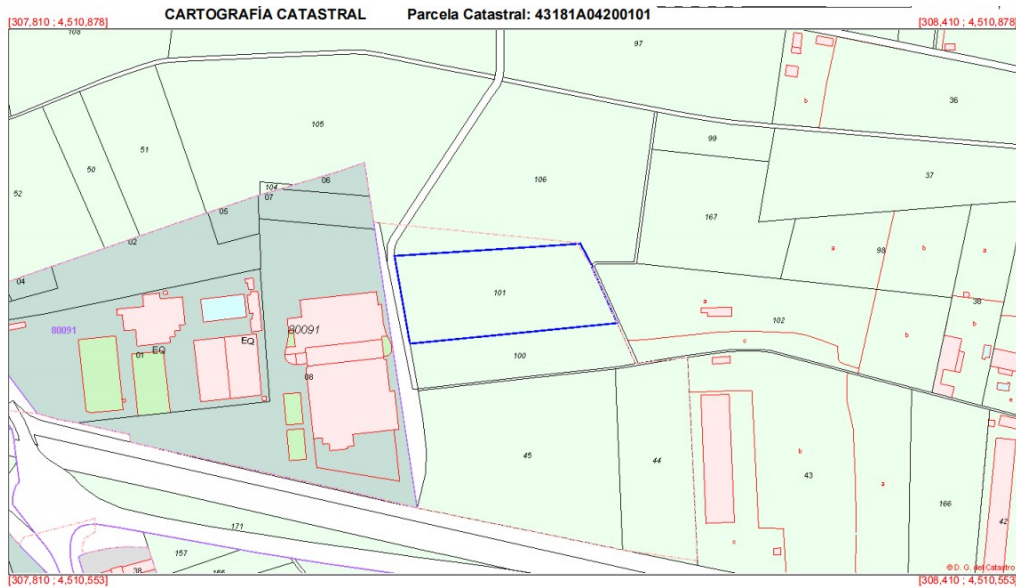 CARTOGRAFÍA CATASTRAL Parcela Catastral: 43181A04200101
[307,810 ; 4,510,878] [308,410 ; 4,510,878]
108
97
36
105
99
b
51
50
106
37
52
104
06
07
167
05
a
98
b
a
02
04
101
38
a
102
80091
80091
b
b
01
EQ
EQ
c
100
08
e
45
44
b
43
a
166
42
171
157
166
c
38
© D. G. del Catastro
[307,810 ; 4,510,553] [308,410 ; 4,510,553]